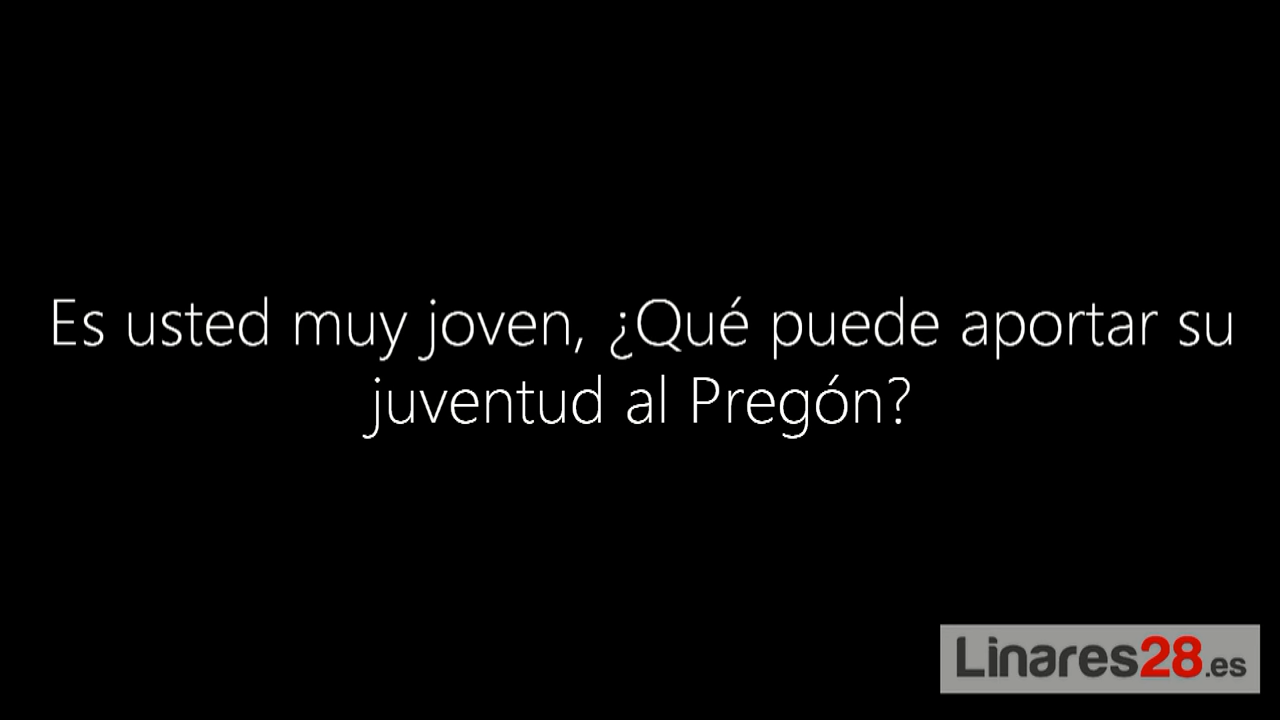 Es usted muy joven, ¿Qué puede aportar su
juventud al Pregón?
Linares28.es